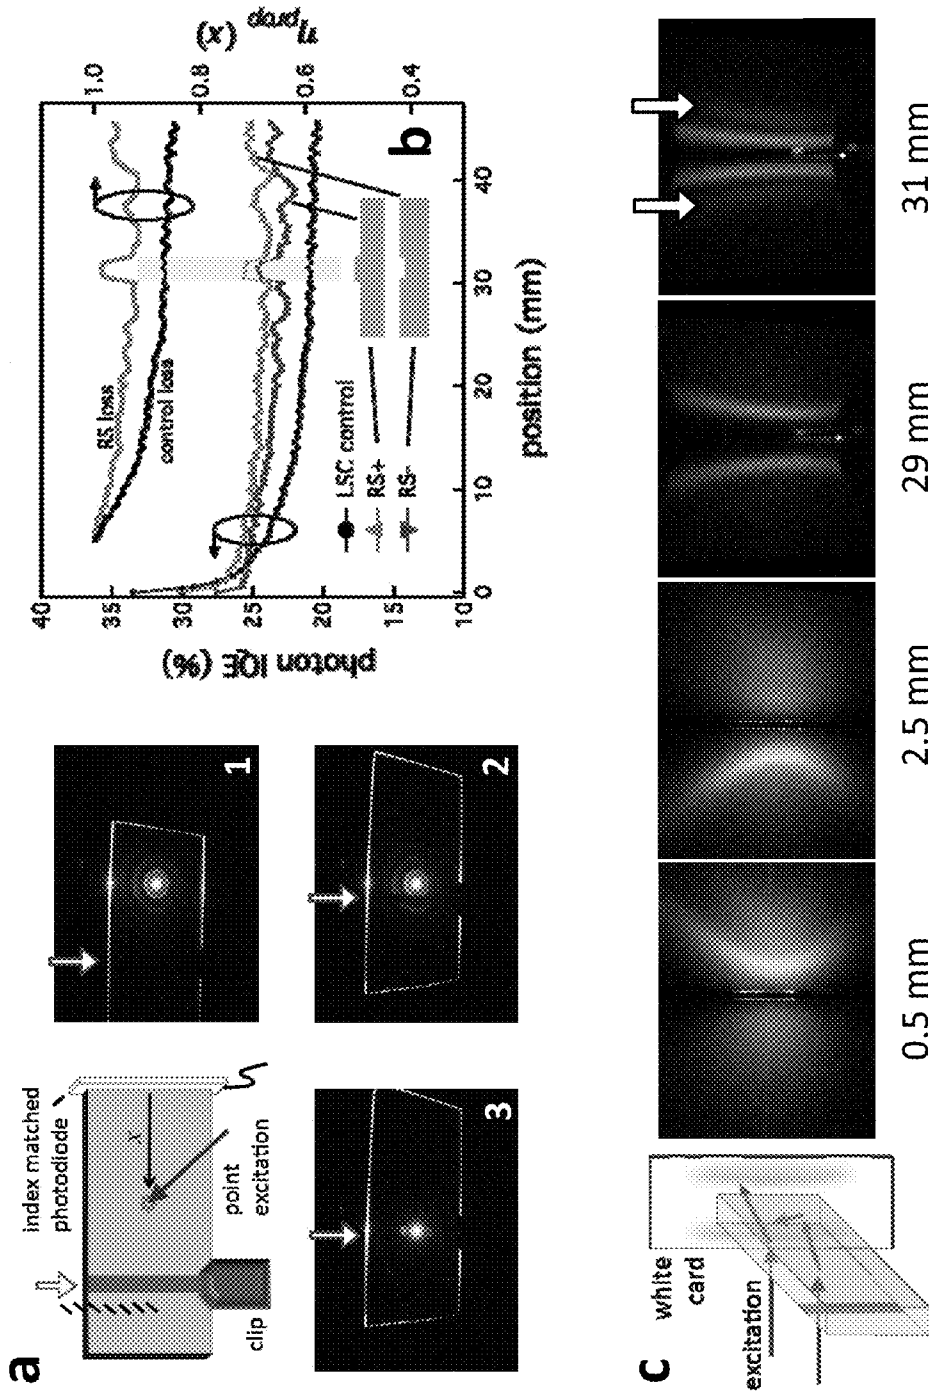 a
index matched
photodiode
x
point
excitation
clip
1
2
3
b
photon IQE (%)
40
35
30
25
20
15
10
η prop (x)
1.0
0.8
0.6
0.4
RS loss
control loss
LSC control
RS+
RS-
0
10
20
30
40
position (mm)
c
white
card
excitation
0.5 mm
2.5 mm
29 mm
31 mm